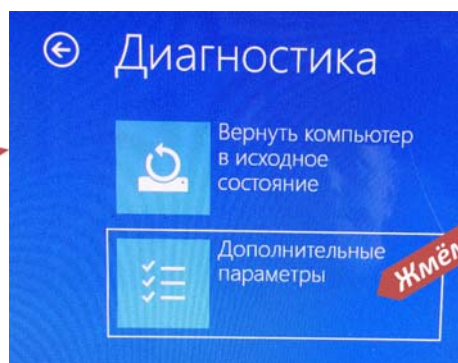 Диагностика
Вернуть компьютер
в исходное
состояние
Дополнительные
параметры
Жмём